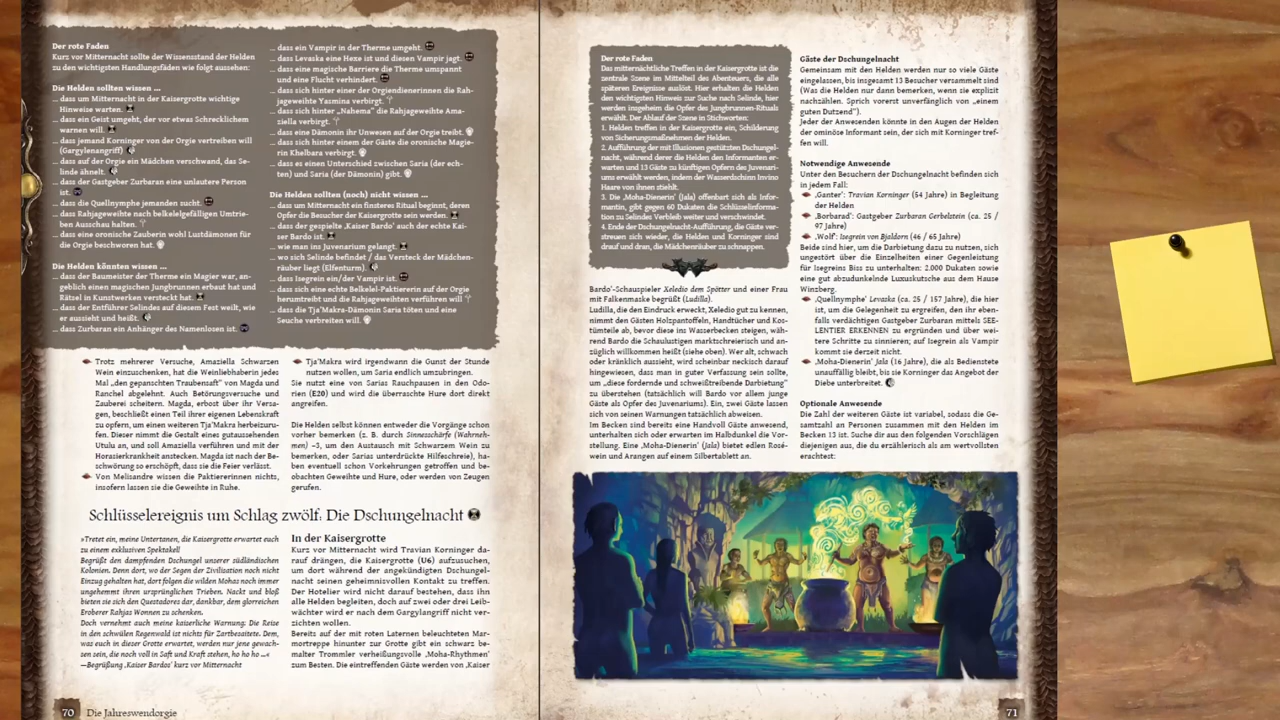 Der rote Faden
Kurz vor Mitternacht sollte der Wissenstand der Helden
zu den wichtigsten Handlungsfäden wie folgt aussehen:
Die Helden sollten wissen ...
... dass um Mitternacht in der Kaisergrotte wichtige
Hinweise warten.
... dass ein Geist umgeht, der vor etwas Schrecklichem
warnen will.
... dass jemand Korninger von der Orgie vertreiben will
(Gargylenangriff)
... dass auf der Orgie ein Mädchen verschwand, das Se-
linde ähnelt.
... dass der Gastgeber Zurbaran eine unlautere Person
ist.
... dass die Quellnymphe jemanden sucht.
... dass Rahjageweihte nach belkelelgefälligen Umtrie-
ben Ausschau halten.
... dass eine oronische Zauberin wohl Lustdämonen für
die Orgie beschworen hat.
Die Helden könnten wissen ...
... dass der Baumeister der Therme ein Magier war, an-
geblich einen magischen Jungbrunnen erbaut hat und
Rätsel in Kunstwerken versteckt hat.
... dass der Entführer Selindes auf diesem Fest weilt, wie
er aussieht und heißt.
... dass Zurbaran ein Anhänger des Namenlosen ist.
... dass ein Vampir in der Therme umgeht.
... dass Levaska eine Hexe ist und diesen Vampir jagt.
... dass eine magische Barriere die Therme umspannt
und eine Flucht verhindert.
... dass sich hinter einer der Orgiendienerinnen die Rah-
jageweihte Yasmina verbirgt.
... dass sich hinter „Nahema“ die Rahjageweihte Ama-
ziella verbirgt.
... dass eine Dämonin ihr Unwesen auf der Orgie treibt.
... dass sich hinter einem der Gäste die oronische Magie-
rin Khelbara verbirgt.
... dass es einen Unterschied zwischen Saria (der ech-
ten) und Saria (der Dämonin) gibt.
Die Helden sollten (noch) nicht wissen ...
... dass um Mitternacht ein finsteres Ritual beginnt, deren
Opfer die Besucher der Kaisergrotte sein werden.
... dass der gespielte ‚Kaiser Bardo‘ auch der echte Kai-
ser Bardo ist.
... wie man ins Juvenarium gelangt.
... wo sich Selinde befindet / das Versteck der Mädchen-
räuber liegt (Elfenturm).
... dass Isegrein ein/der Vampir ist.
... dass sich eine echte Belkelel-Paktiererin auf der Orgie
herumtreibt und die Rahjageweihten verführen will
... dass die Tja'Makra-Dämonin Saria töten und eine
Seuche verbreiten will.
Trotz mehrerer Versuche, Amaziella Schwarzen
Wein einzuschenken, hat die Weinliebhaberin jedes
Mal „den gepanschten Traubensaft“ von Magda und
Ranchel abgelehnt. Auch Betörungsversuche und
Zauberei scheitern. Magda, erbost über ihr Versa-
gen, beschließt einen Teil ihrer eigenen Lebenskraft
zu opfern, um einen weiteren Tja'Makra herbeizuru-
fen. Dieser nimmt die Gestalt eines gutaussehenden
Utulu an, und soll Amaziella verführen und mit der
Horasierkrankheit anstecken. Magda ist nach der Be-
schwörung so erschöpft, dass sie die Feier verlässt.
Von Melisandre wissen die Paktiererinnen nichts,
insofern lassen sie die Geweihte in Ruhe.
Tja'Makra wird irgendwann die Gunst der Stunde
nutzen wollen, um Saria endlich umzubringen.
Sie nutzt eine von Sarias Rauchpausen in den Odo-
rien (E20) und wird die überraschte Hure dort direkt
angreifen.
Die Helden selbst können entweder die Vorgänge schon
vorher bemerken (z. B. durch Sinnesschärfe (Wahrneh-
men) –3, um den Austausch mit Schwarzem Wein zu
bemerken, oder Sarias unterdrückte Hilfeschreie), ha-
ben eventuell schon Vorkehrungen getroffen und be-
obachten Geweihte und Hure, oder werden von Zeugen
gerufen.
Schlüsselereignis um Schlag zwölf: Die Dschungelnacht
»Tretet ein, meine Untertanen, die Kaisergrotte erwartet euch
zu einem exklusiven Spektakel!
Begrüßt den dampfenden Dschungel unserer südländischen
Kolonien. Denn dort, wo der Segen der Zivilisation noch nicht
Einzug gehalten hat, dort folgen die wilden Mohas noch immer
ungehemmt ihren ursprünglichen Trieben. Nackt und bloß
bieten sie sich den Questadores dar, dankbar, dem glorreichen
Eroberer Rahjas Wonnen zu schenken.
Doch vernehmt auch meine kaiserliche Warnung: Die Reise
in den schwülen Regenwald ist nichts für Zartbesaitete. Dem,
was euch in dieser Grotte erwartet, werden nur jene gewach-
sen sein, die noch voll in Saft und Kraft stehen, ho ho ho ...«
—Begrüßung ‚Kaiser Bardos‘ kurz vor Mitternacht
In der Kaisergrotte
Kurz vor Mitternacht wird Travian Korninger da-
rauf drängen, die Kaisergrotte (U6) aufzusuchen,
um dort während der angekündigten Dschungel-
nacht seinen geheimnisvollen Kontakt zu treffen.
Der Hotelier wird nicht darauf bestehen, dass ihn
alle Helden begleiten, doch auf zwei oder drei Leib-
wächter wird er nach dem Gargylangriff nicht ver-
zichten wollen.
Bereits auf der mit roten Laternen beleuchteten Mar-
mortreppe hinunter zur Grotte gibt ein schwarz be-
malter Trommler verheißungsvolle ‚Moha-Rhythmen‘
zum Besten. Die eintreffenden Gäste werden von ‚Kaiser
70 Die Jahreswendorgie
Der rote Faden
Das mitternächtliche Treffen in der Kaisergrotte ist die
zentrale Szene im Mittelteil des Abenteuers, die alle
späteren Ereignisse auslöst. Hier erhalten die Helden
den wichtigsten Hinweis zur Suche nach Selinde, hier
werden insgeheim die Opfer des Jungbrunnen-Rituals
erwählt. Der Ablauf der Szene in Stichworten:
1. Helden treffen in der Kaisergrotte ein, Schilderung
von Sicherungsmaßnahmen der Helden.
2. Aufführung der mit Illusionen gestützten Dschungel-
nacht, während derer die Helden den Informanten er-
warten und 13 Gäste zu künftigen Opfern des Juvenari-
ums erwählt werden, indem der Wasserdschinn Invino
Haare von ihnen stiehlt.
3. Die ‚Moha-Dienerin‘ (Jala) offenbart sich als Infor-
mantin, gibt gegen 60 Dukaten die Schlüsselinforma-
tion zu Selindes Verbleib weiter und verschwindet.
4. Ende der Dschungelnacht-Aufführung, die Gäste ver-
streuen sich wieder, die Helden und Korninger sind
drauf und dran, die Mädchenräuber zu schnappen.
Bardo‘-Schauspieler Xeledio dem Spötter und einer Frau
mit Falkenmaske begrüßt (Ludilla).
Ludilla, die den Eindruck erweckt, Xeledio gut zu kennen,
nimmt den Gästen Holzpantoffeln, Handtücher und Kos-
tümteile ab, bevor diese ins Wasserbecken steigen, wäh-
rend Bardo die Schaulustigen marktschreierisch und an-
züglich willkommen heißt (siehe oben). Wer alt, schwach
oder kränklich aussieht, wird scheinbar neckisch darauf
hingewiesen, dass man in guter Verfassung sein sollte,
um „diese fordernde und schweißtreibende Darbietung“
zu überstehen (tatsächlich will Bardo vor allem junge
Gäste als Opfer des Juvenariums). Ein, zwei Gäste lassen
sich von seinen Warnungen tatsächlich abweisen.
Im Becken sind bereits eine Handvoll Gäste anwesend,
unterhalten sich oder erwarten im Halbdunkel die Vor-
stellung. Eine ‚Moha-Dienerin‘ (Jala) bietet edlen Rosé-
wein und Arangen auf einem Silbertablett an.
Gäste der Dschungelnacht
Gemeinsam mit den Helden werden nur so viele Gäste
eingelassen, bis insgesamt 13 Besucher versammelt sind
(Was die Helden nur dann bemerken, wenn sie explizit
nachzählen. Sprich vorerst unverfänglich von „einem
guten Dutzend“).
Jeder der Anwesenden könnte in den Augen der Helden
der ominöse Informant sein, der sich mit Korninger tref-
fen will.
Notwendige Anwesende
Unter den Besuchern der Dschungelnacht befinden sich
in jedem Fall:
‚Ganter‘: Travian Korninger (54 Jahre) in Begleitung
der Helden
‚Borbarad‘: Gastgeber Zurbaran Gerbelstein (ca. 25 /
97 Jahre)
‚Wolf‘: Isegrein von Bjaldorn (46 / 65 Jahre)
Beide sind hier, um die Darbietung dazu zu nutzen, sich
ungestört über die Einzelheiten einer Gegenleistung
für Isegreins Biss zu unterhalten: 2.000 Dukaten sowie
eine gut abzudunkelnde Luxuskutsche aus dem Hause
Winzberg.
‚Quellnymphe‘ Levaska (ca. 25 / 157 Jahre), die hier
ist, um die Gelegenheit zu ergreifen, den ihr eben-
falls verdächtigen Gastgeber Zurbaran mittels SEE-
LENTIER ERKENNEN zu ergründen und über wei-
tere Schritte zu sinnieren; auf Isegrein als Vampir
kommt sie derzeit nicht.
‚Moha-Dienerin‘ Jala (16 Jahre), die als Bedienstete
unauffällig bleibt, bis sie Korninger das Angebot der
Diebe unterbreitet.
Optionale Anwesende
Die Zahl der weiteren Gäste ist variabel, sodass die Ge-
samtzahl an Personen zusammen mit den Helden im
Becken 13 ist. Suche dir aus den folgenden Vorschlägen
diejenigen aus, die du erzählerisch als am wertvollsten
erachtest:
71